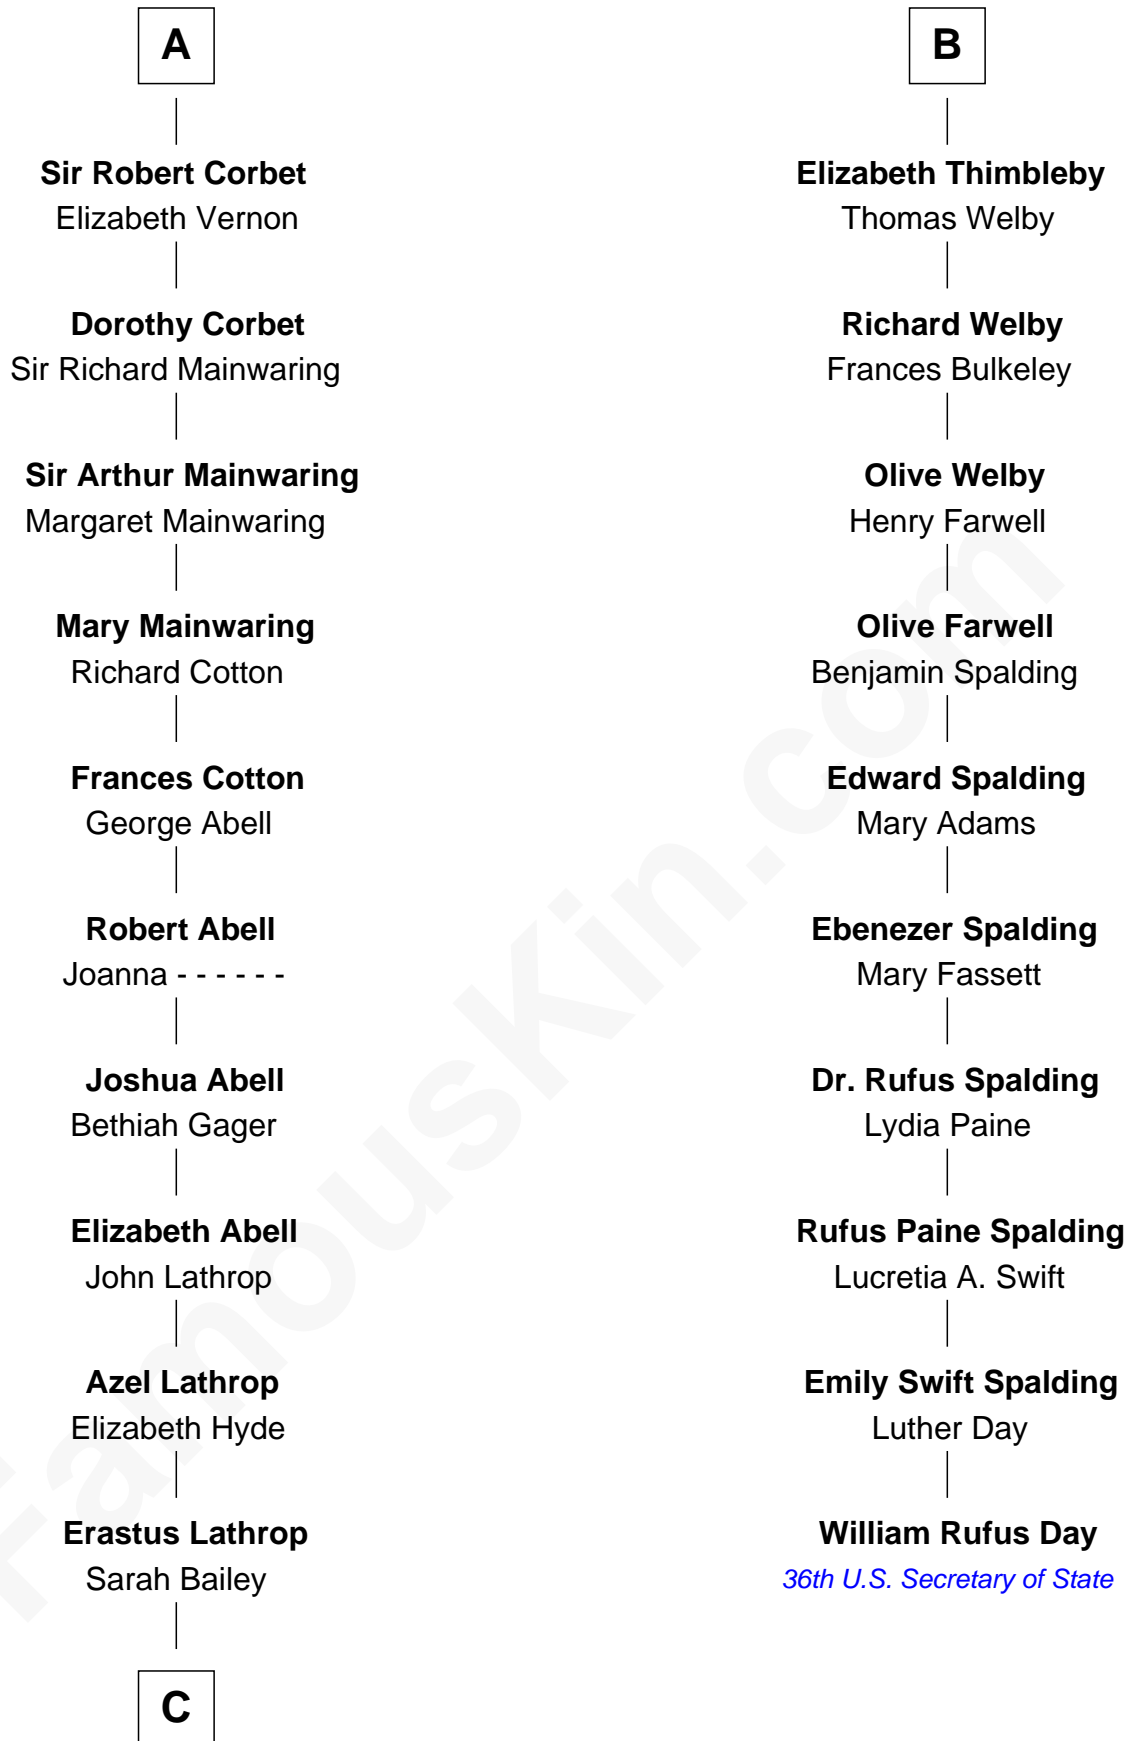 A
Sir Robert Corbet
Elizabeth Vernon
Dorothy Corbet
Sir Richard Mainwaring
Sir Arthur Mainwaring
Margaret Mainwaring
Mary Mainwaring
Richard Cotton
Frances Cotton
George Abell
Robert Abell
Joanna - - - - - -
Joshua Abell
Bethiah Gager
Elizabeth Abell
John Lathrop
Azel Lathrop
Elizabeth Hyde
Erastus Lathrop
Sarah Bailey
C
B
Elizabeth Thimbleby
Thomas Welby
Richard Welby
Frances Bulkeley
Olive Welby
Henry Farwell
Olive Farwell
Benjamin Spalding
Edward Spalding
Mary Adams
Ebenezer Spalding
Mary Fassett
Dr. Rufus Spalding
Lydia Paine
Rufus Paine Spalding
Lucretia A. Swift
Emily Swift Spalding
Luther Day
William Rufus Day
36th U.S. Secretary of State
FamousKin.com